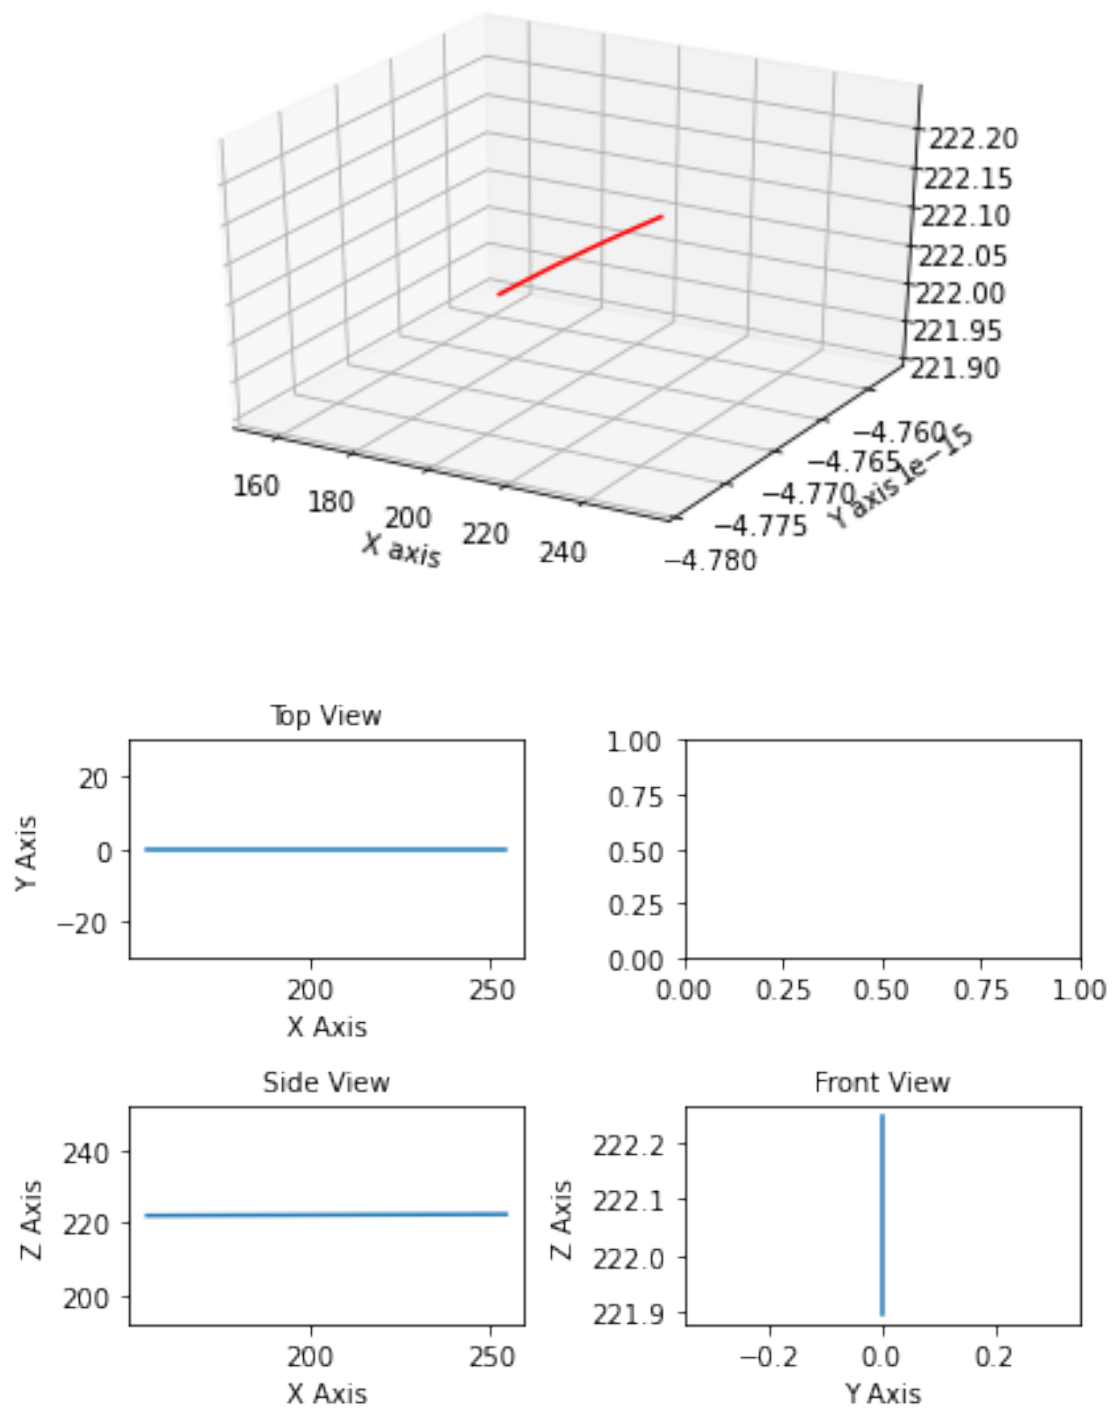 222.20
222.15
222.10
222.05
222.00
221.95
221.90
−4.760
−4.765
−4.770
−4.775
−4.780
1e−15
Y axis
160
180
200
220
240
X axis
Top View
20
0
−20
Y Axis
200 250
X Axis
1.00
0.75
0.50
0.25
0.00
0.00 0.25 0.50 0.75 1.00
Side View
240
220
200
Z Axis
200 250
X Axis
Front View
222.2
222.1
222.0
221.9
Z Axis
−0.2 0.0 0.2
Y Axis